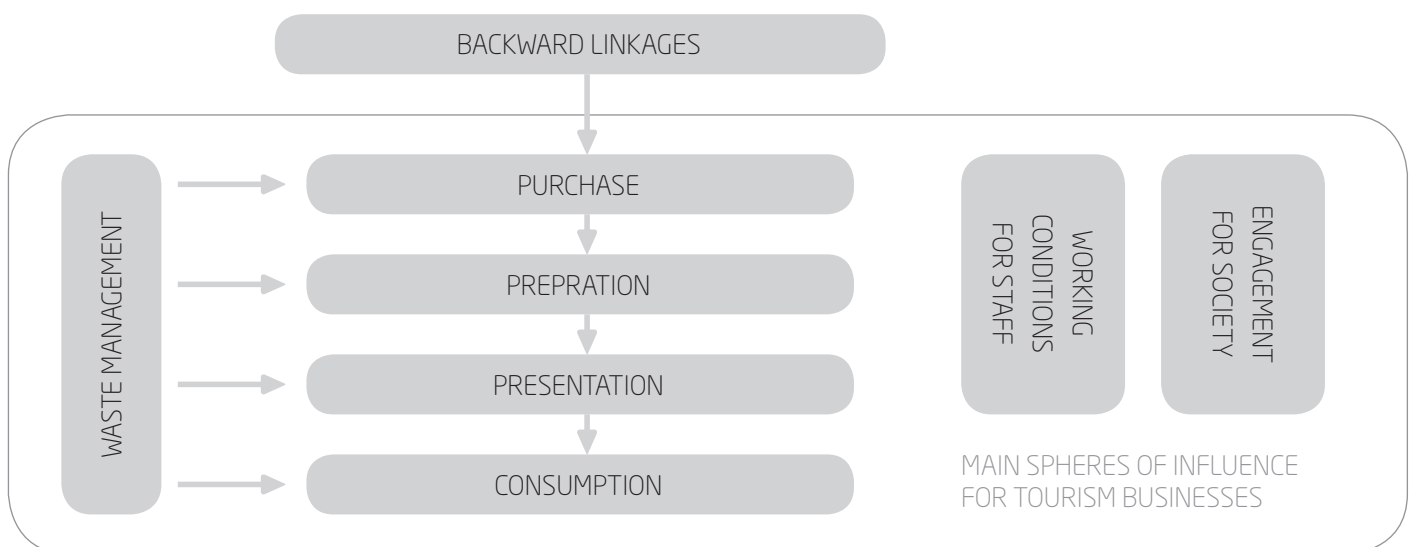 BACKWARD LINKAGES
WASTE MANAGEMENT
PURCHASE
PREPRATION
PRESENTATION
CONSUMPTION
WORKING
CONDITIONS
FOR STAFF
ENGAGEMENT
FOR SOCIETY
MAIN SPHERES OF INFLUENCE
FOR TOURISM BUSINESSES